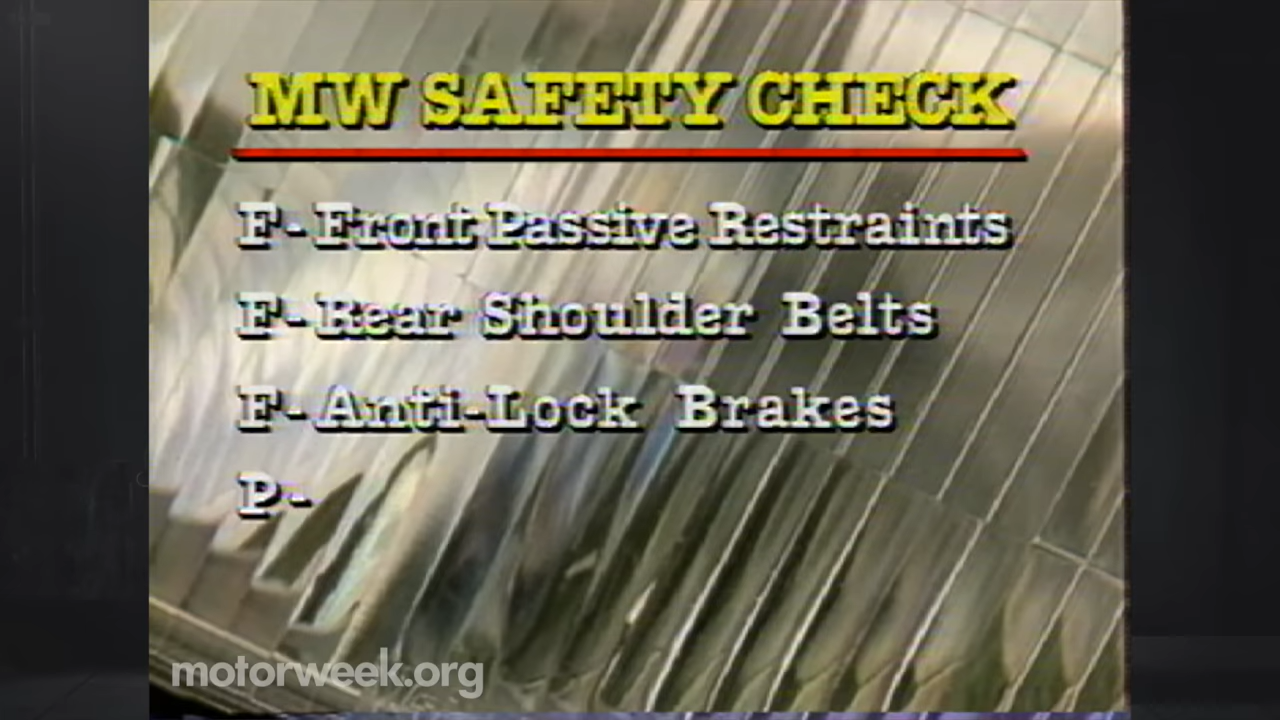 MW SAFETY CHECK
F-Front Passive Restraints
F-Rear Shoulder Belts
F-Anti-Lock Brakes
P-
motorweek.org